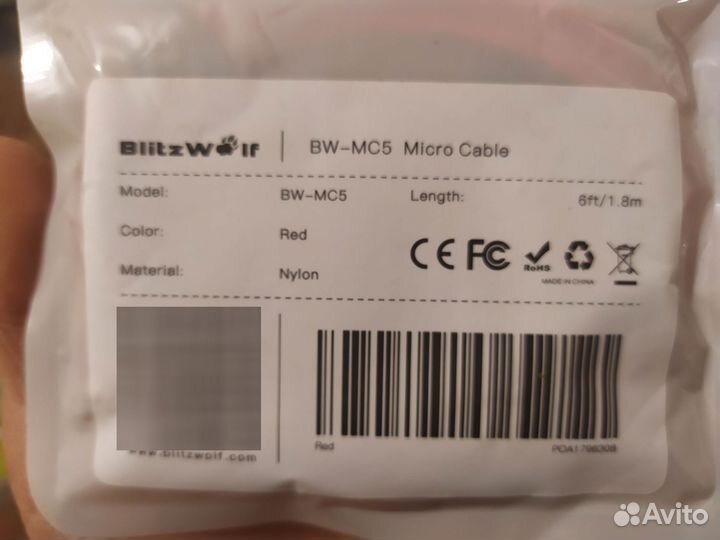 BlitzWolf
BW-MC5 Micro Cable
Model: BW-MC5 Length: 6ft/1.8m
Color: Red
Material: Nylon
CE FC RoHS
MADE IN CHINA
www.blitzwolf.com
Red
POA1796308
Avito